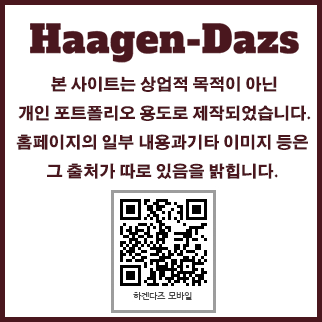 Haagen-Dazs
본 사이트는 상업적 목적이 아닌
개인 포트폴리오 용도로 제작되었습니다.
홈페이지의 일부 내용과기타 이미지 등은
그 출처가 따로 있음을 밝힙니다.
하겐다즈 모바일